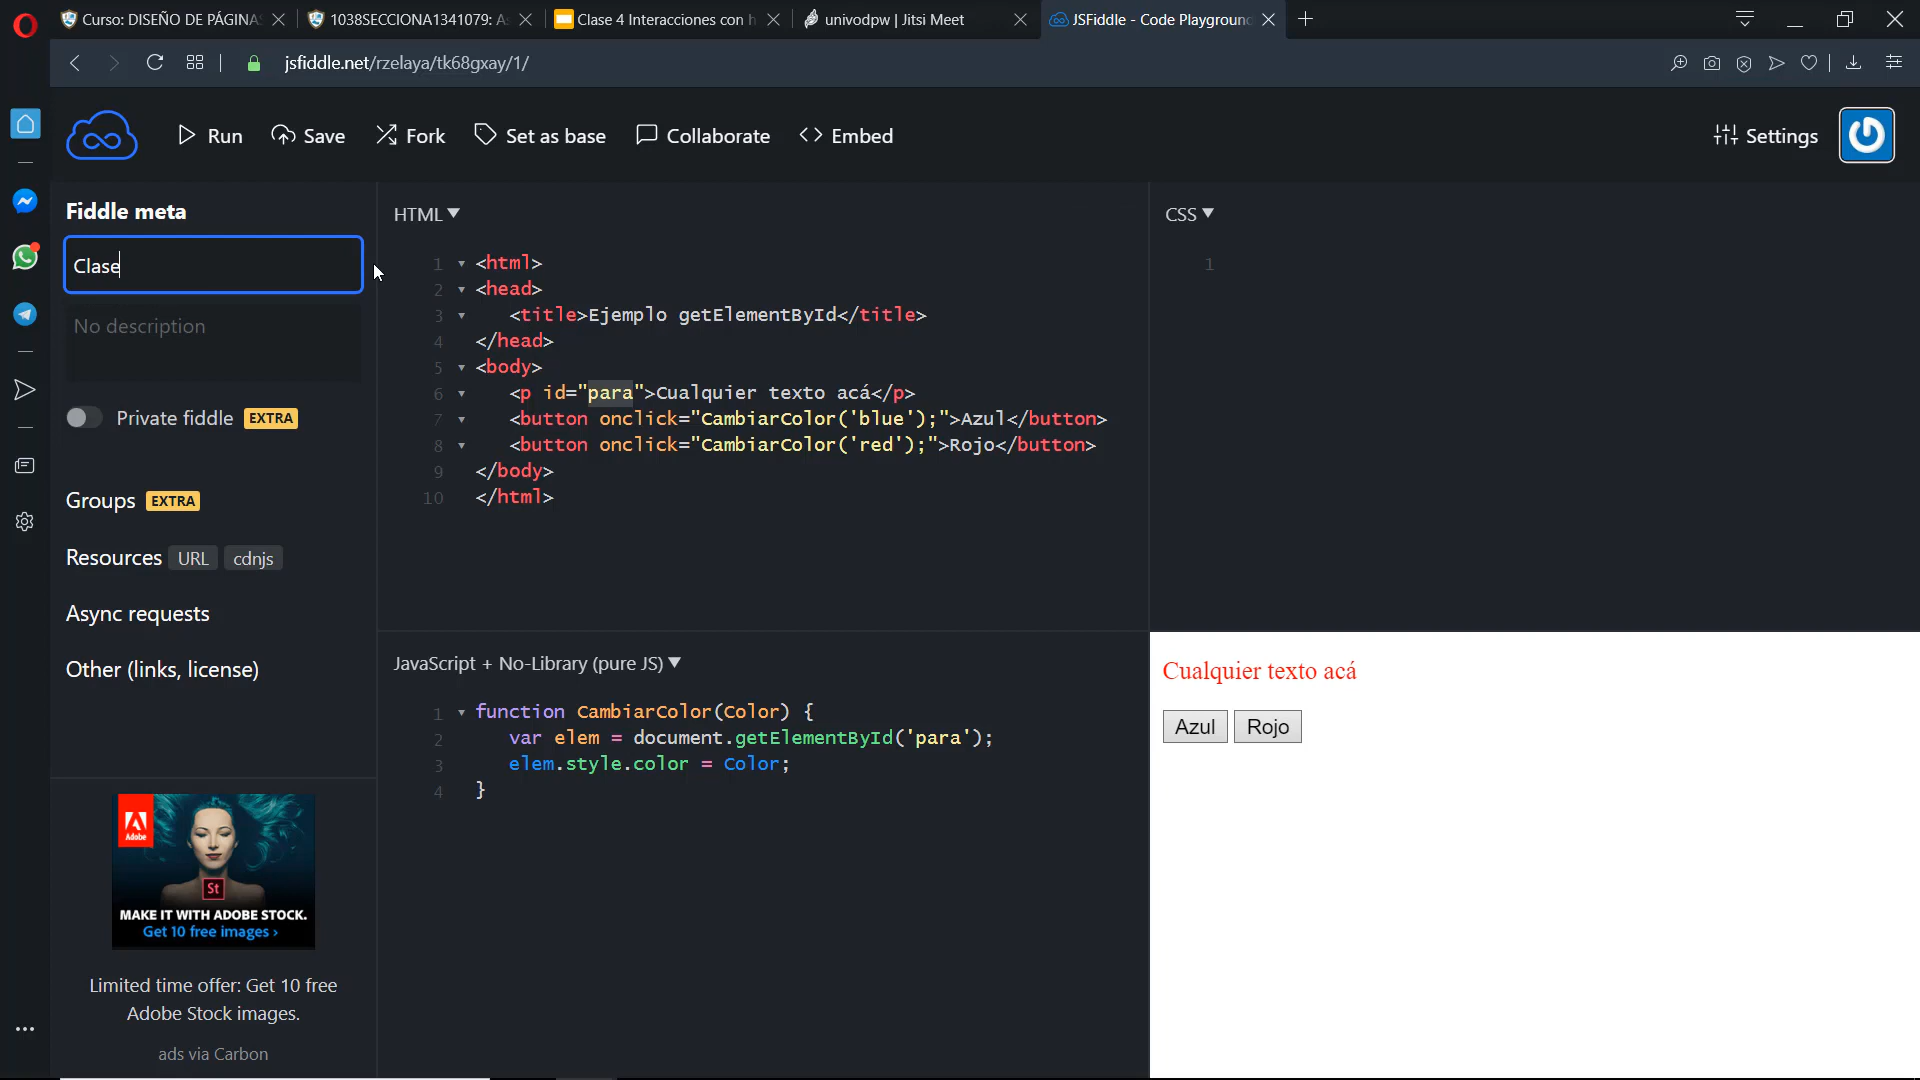 Curso: DISEÑO DE PÁGINAS
1038SECCIONA1341079: A
Clase 4 Interacciones con h
univodpw | Jitsi Meet
JSFiddle - Code Playground
jsfiddle.net/rzelaya/tk68gxay/1/
Run
Save
Fork
Set as base
Collaborate
Embed
Settings
Fiddle meta
Clase
No description
Private fiddle EXTRA
Groups EXTRA
Resources URL cdnjs
Async requests
Other (links, license)
Adobe
St
MAKE IT WITH ADOBE STOCK.
Get 10 free images ›
Limited time offer: Get 10 free
Adobe Stock images.
ads via Carbon
HTML
1 <html>
2 <head>
3 <title>Ejemplo getElementById</title>
4 </head>
5 <body>
6 <p id="para">Cualquier texto acá</p>
7 <button onclick="CambiarColor('blue');">Azul</button>
8 <button onclick="CambiarColor('red');">Rojo</button>
9 </body>
10 </html>
CSS
1
JavaScript + No-Library (pure JS)
1 function CambiarColor(Color) {
2 var elem = document.getElementById('para');
3 elem.style.color = Color;
4 }
Cualquier texto acá
Azul Rojo